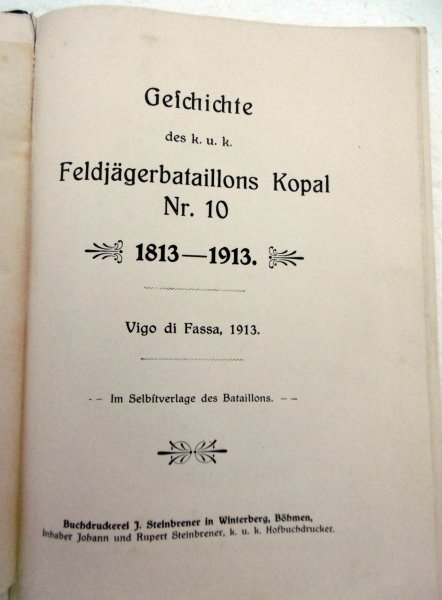 Geſchichte
des k. u. k.
Feldjägerbataillons Kopal
Nr. 10
1813—1913.
Vigo di Fassa, 1913.
-- Im Selbſtverlage des Bataillons. --
Buchdruckerei J. Steinbrener in Winterberg, Böhmen,
Inhaber Johann und Rupert Steinbrener, k. u. k. Hofbuchdrucker.